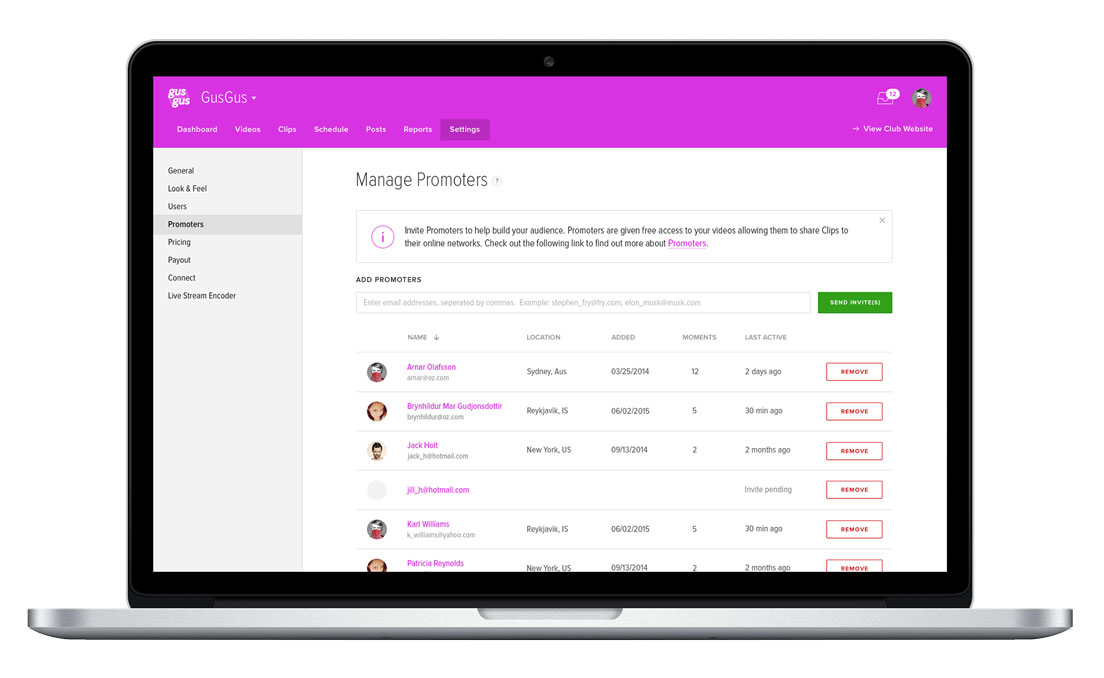 gus
gus
GusGus
12
Dashboard Videos Clips Schedule Posts Reports Settings
→ View Club Website
General
Look & Feel
Users
Promoters
Pricing
Payout
Connect
Live Stream Encoder
Manage Promoters ?
i
Invite Promoters to help build your audience. Promoters are given free access to your videos allowing them to share Clips to
their online networks. Check out the following link to find out more about Promoters.
ADD PROMOTERS
Enter email addresses, seperated by commas. Example: stephen_fry@fry.com, elon_musk@musk.com
SEND INVITE(S)
NAME ↓ LOCATION ADDED MOMENTS LAST ACTIVE
Arnar Olafsson Sydney, Aus 03/25/2014 12 2 days ago REMOVE
arnar@oz.com
Brynhildur Mar Gudjonsdottir Reykjavik, IS 06/02/2015 5 30 min ago REMOVE
brynhildur@oz.com
Jack Holt New York, US 09/13/2014 2 2 months ago REMOVE
jack_h@hotmail.com
jill_h@hotmail.com Invite pending REMOVE
Karl Williams Reykjavik, IS 06/02/2015 5 30 min ago REMOVE
k_williams@yahoo.com
Patricia Reynolds New York, US 09/13/2014 2 2 months ago REMOVE